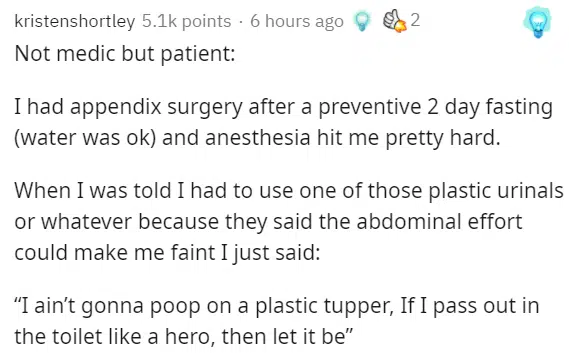 kristenshortley 5.1k points · 6 hours ago 2
Not medic but patient:
I had appendix surgery after a preventive 2 day fasting
(water was ok) and anesthesia hit me pretty hard.
When I was told I had to use one of those plastic urinals
or whatever because they said the abdominal effort
could make me faint I just said:
“I ain’t gonna poop on a plastic tupper, If I pass out in
the toilet like a hero, then let it be”